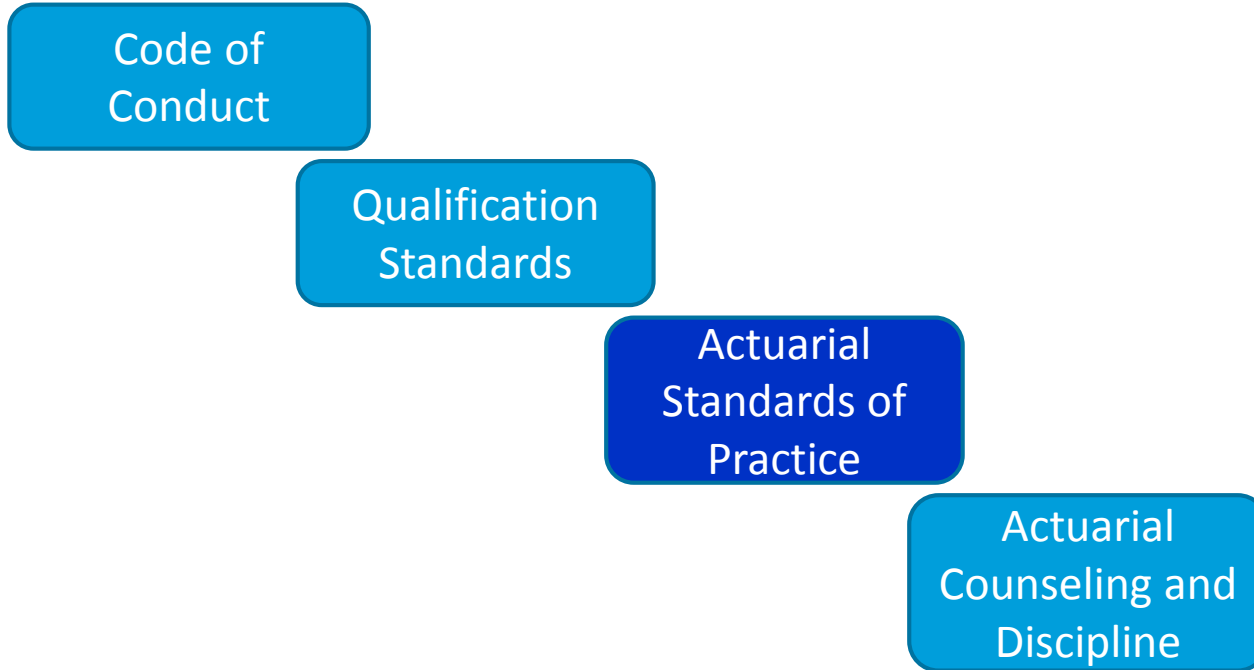 Code of
Conduct
Qualification
Standards
Actuarial
Standards of
Practice
Actuarial
Counseling and
Discipline